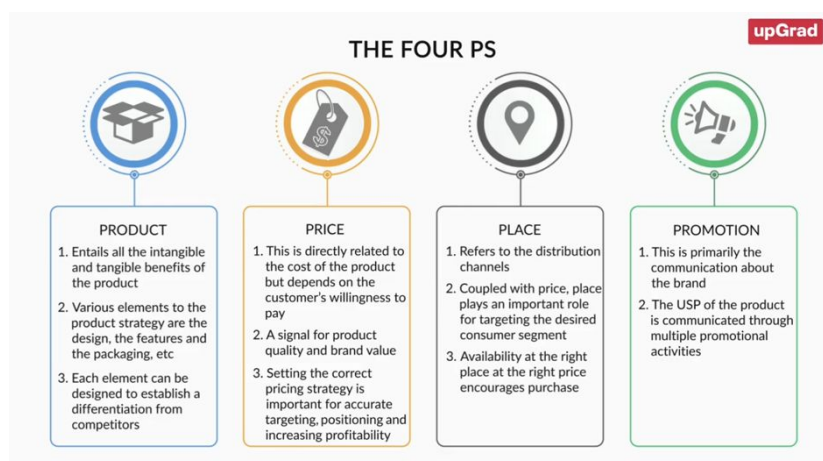 upGrad
THE FOUR PS
PRODUCT
1. Entails all the intangible
and tangible benefits of
the product
2. Various elements to the
product strategy are the
design, the features and
the packaging, etc
3. Each element can be
designed to establish a
differentiation from
competitors
PRICE
1. This is directly related to
the cost of the product
but depends on the
customer's willingness to
pay
2. A signal for product
quality and brand value
3. Setting the correct
pricing strategy is
important for accurate
targeting, positioning and
increasing profitability
PLACE
1. Refers to the distribution
channels
2. Coupled with price, place
plays an important role
for targeting the desired
consumer segment
3. Availability at the right
place at the right price
encourages purchase
PROMOTION
1. This is primarily the
communication about
the brand
2. The USP of the product
is communicated through
multiple promotional
activities